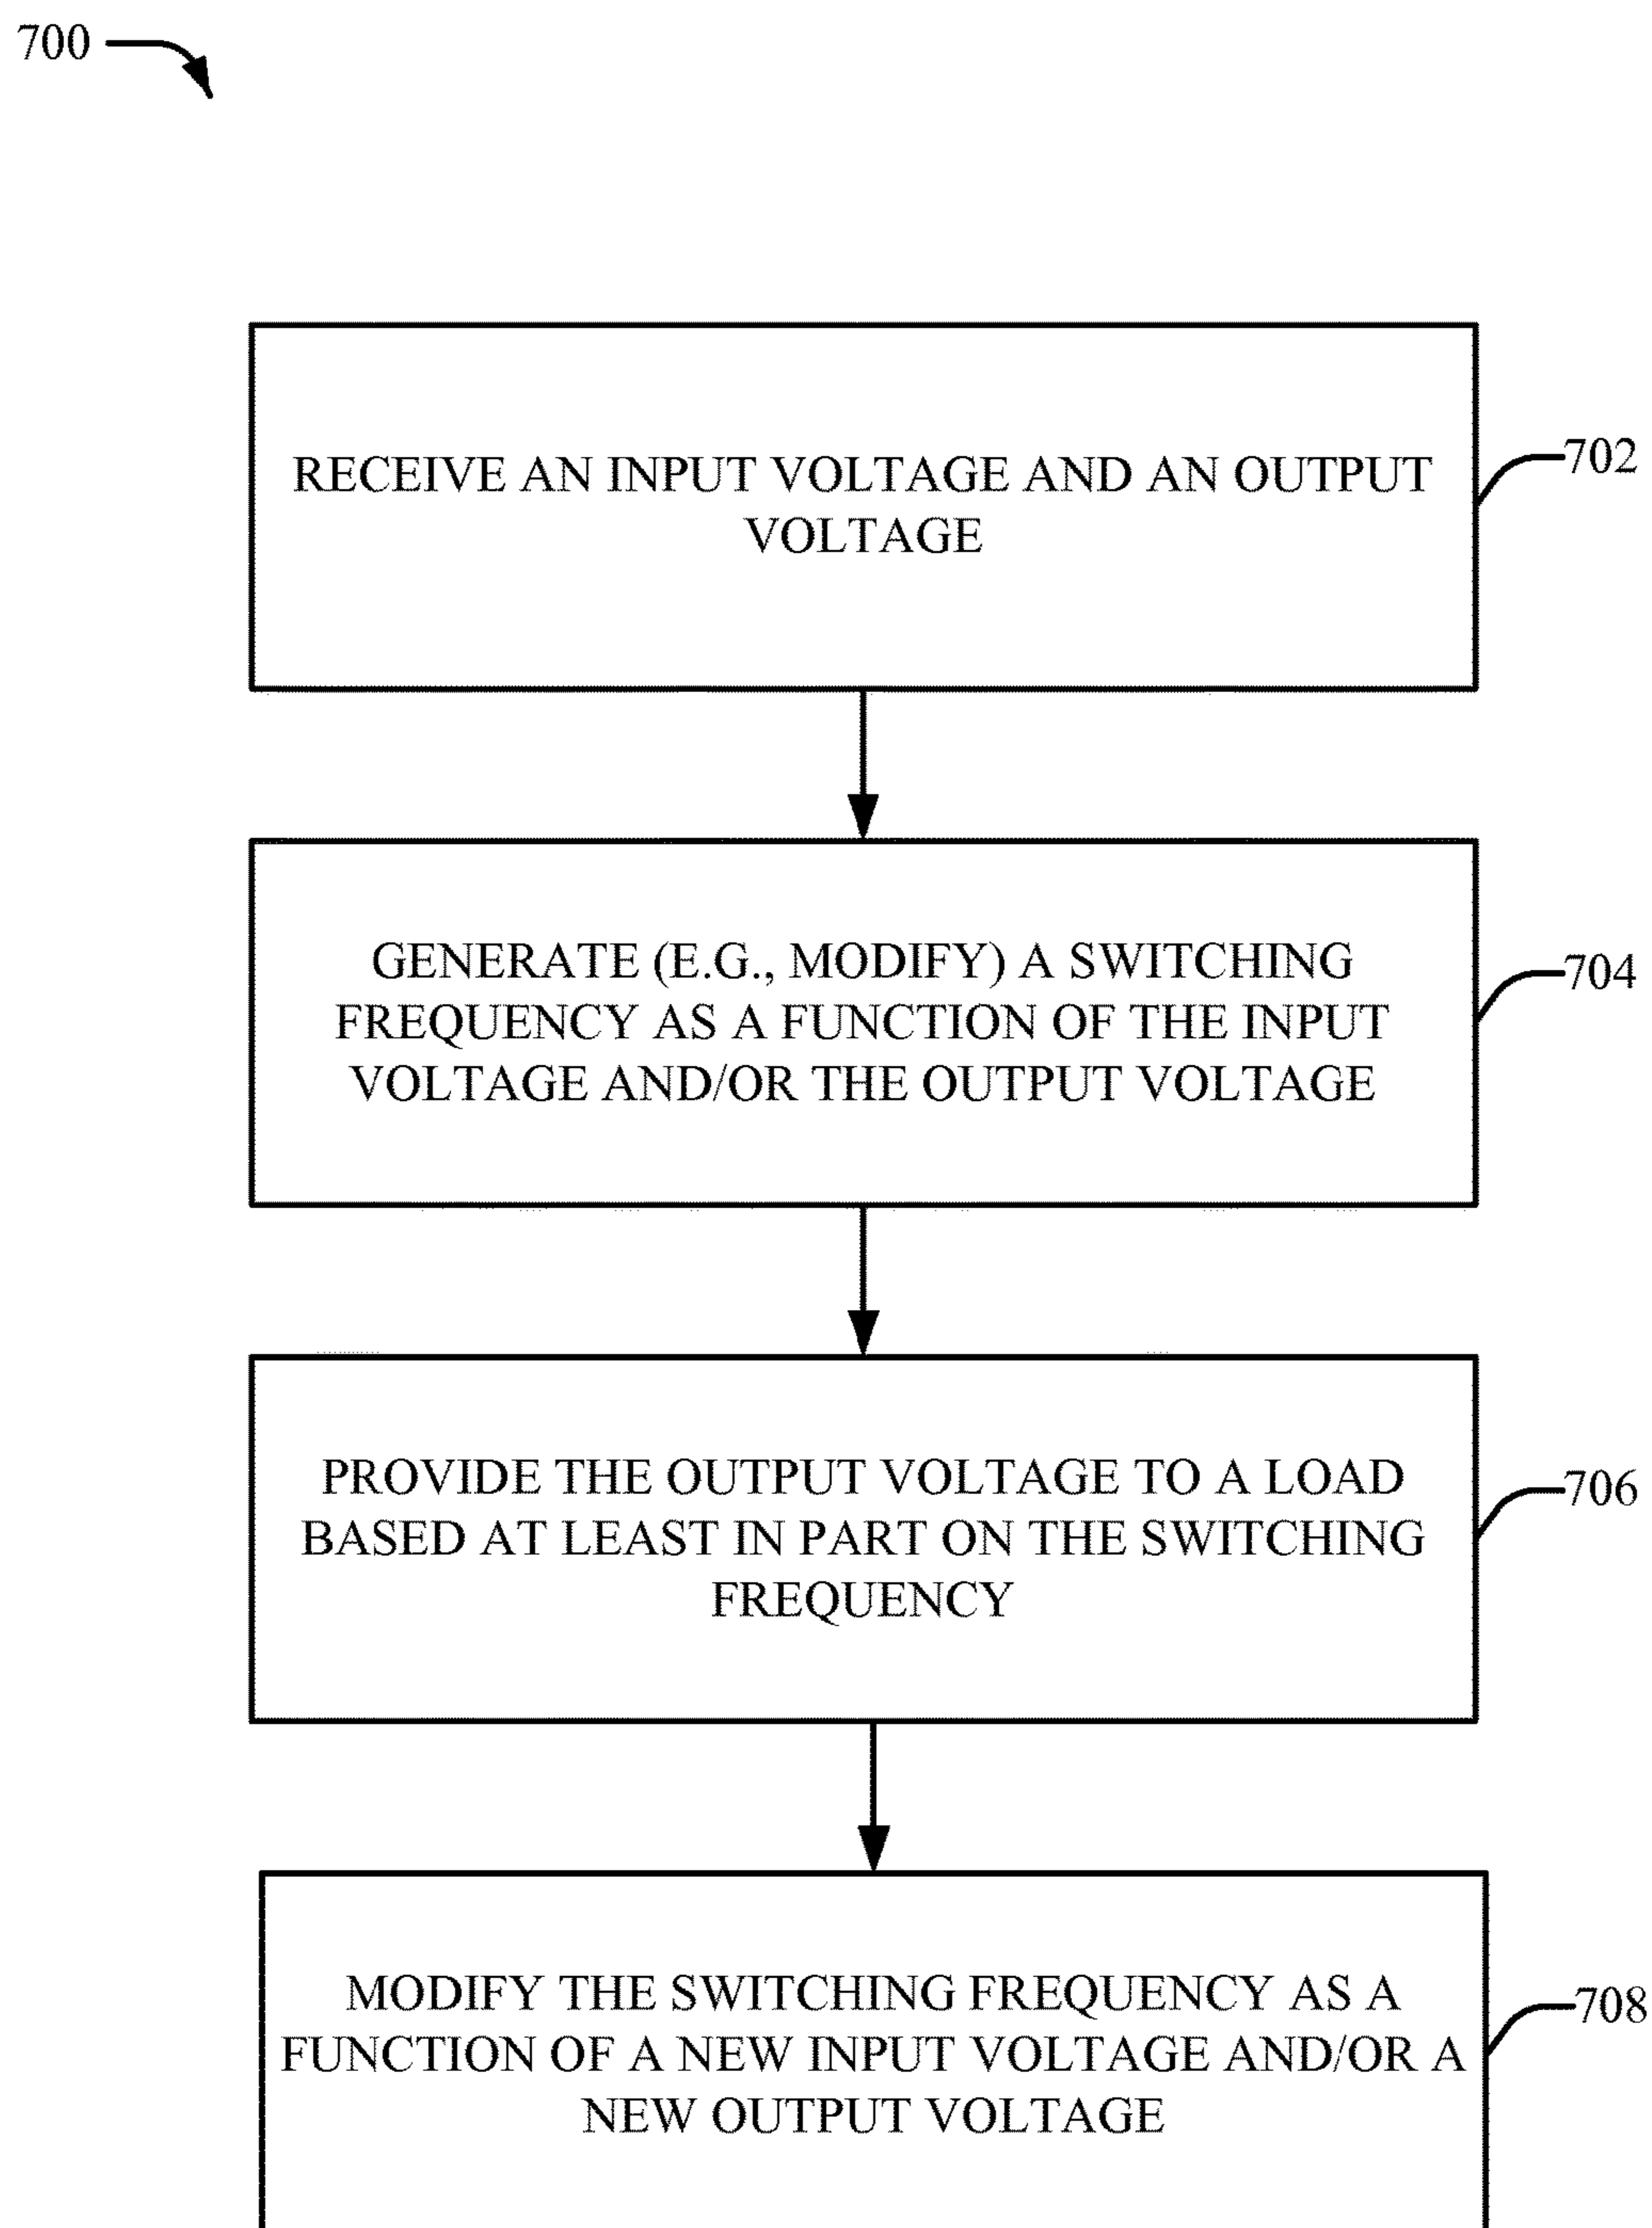 700
RECEIVE AN INPUT VOLTAGE AND AN OUTPUT
VOLTAGE
702
GENERATE (E.G., MODIFY) A SWITCHING
FREQUENCY AS A FUNCTION OF THE INPUT
VOLTAGE AND/OR THE OUTPUT VOLTAGE
704
PROVIDE THE OUTPUT VOLTAGE TO A LOAD
BASED AT LEAST IN PART ON THE SWITCHING
FREQUENCY
706
MODIFY THE SWITCHING FREQUENCY AS A
FUNCTION OF A NEW INPUT VOLTAGE AND/OR A
NEW OUTPUT VOLTAGE
708